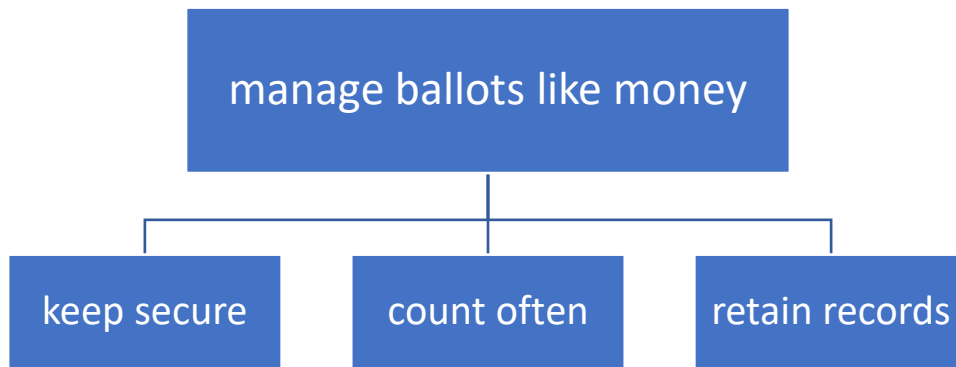 manage ballots like money
keep secure
count often
retain records